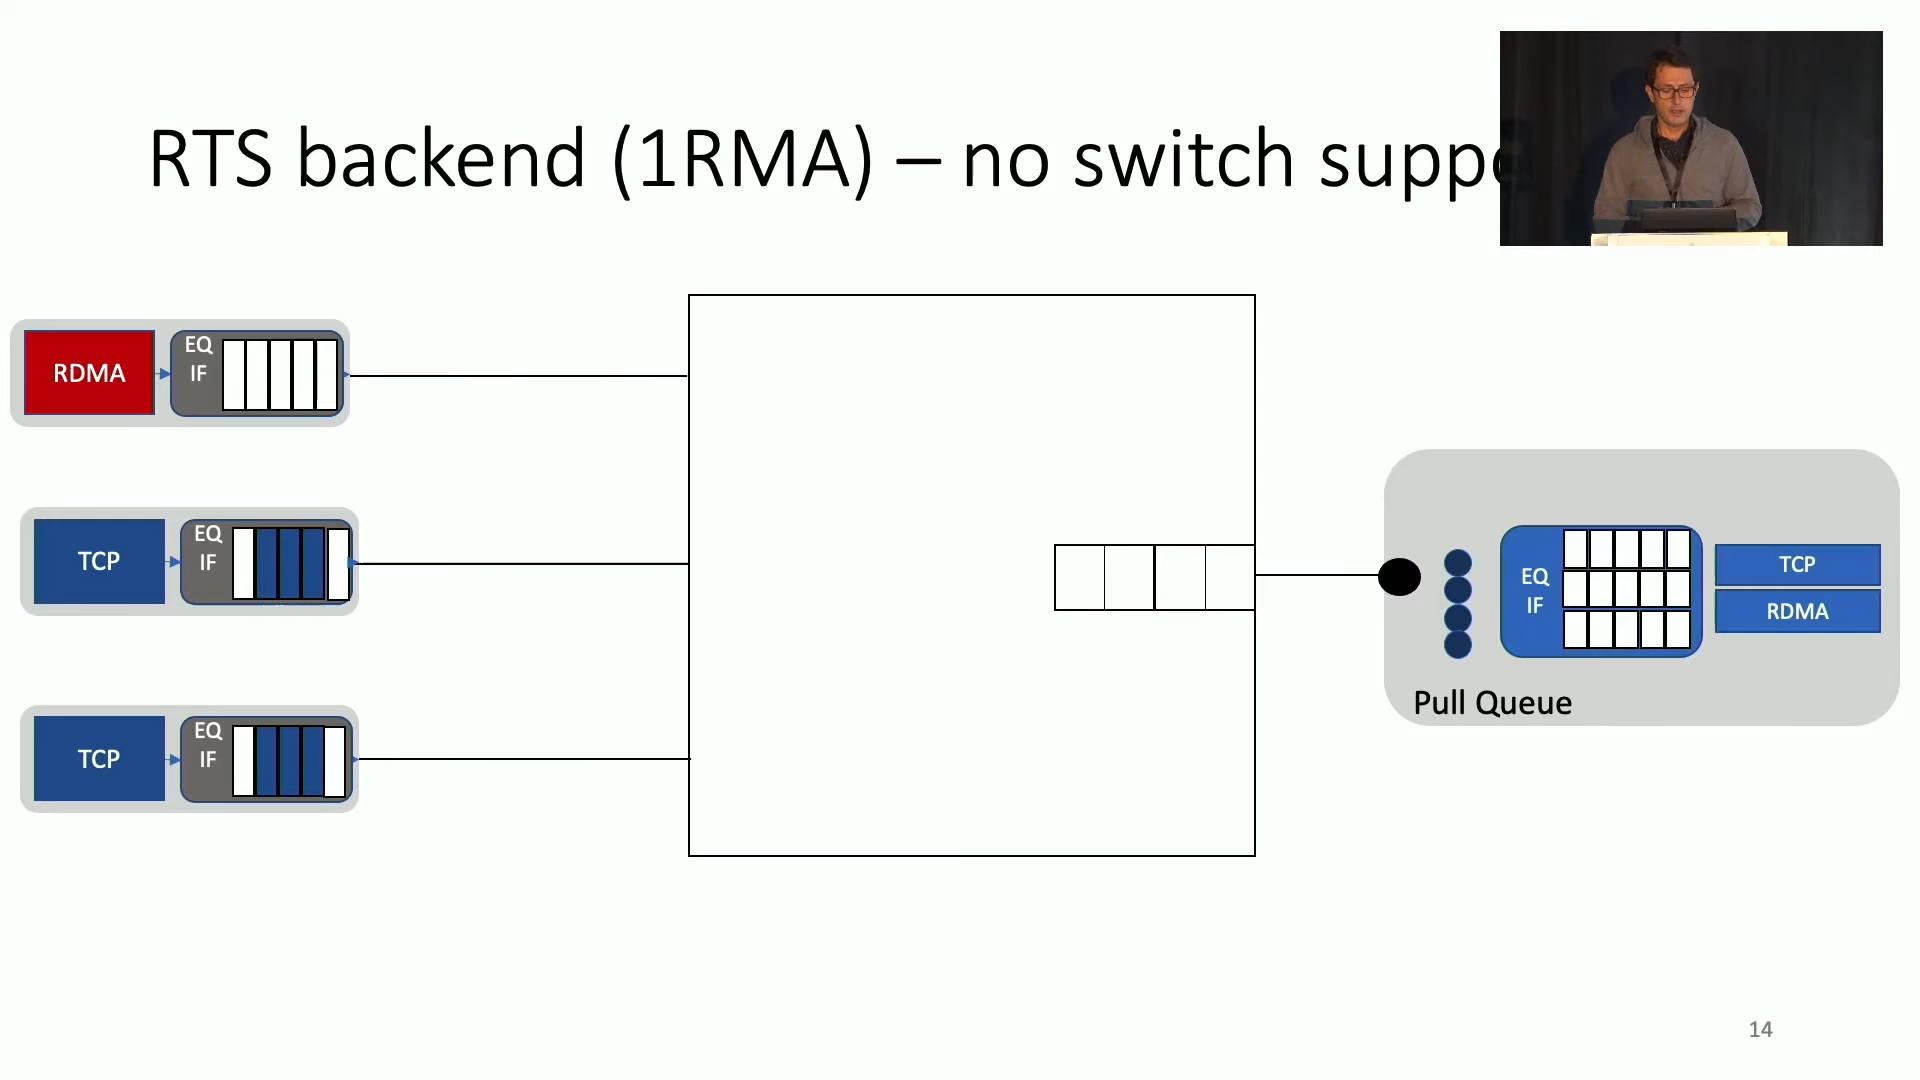 RTS backend (1RMA) – no switch suppo
RDMA
EQ
IF
TCP
EQ
IF
TCP
EQ
IF
EQ
IF
TCP
RDMA
Pull Queue
14